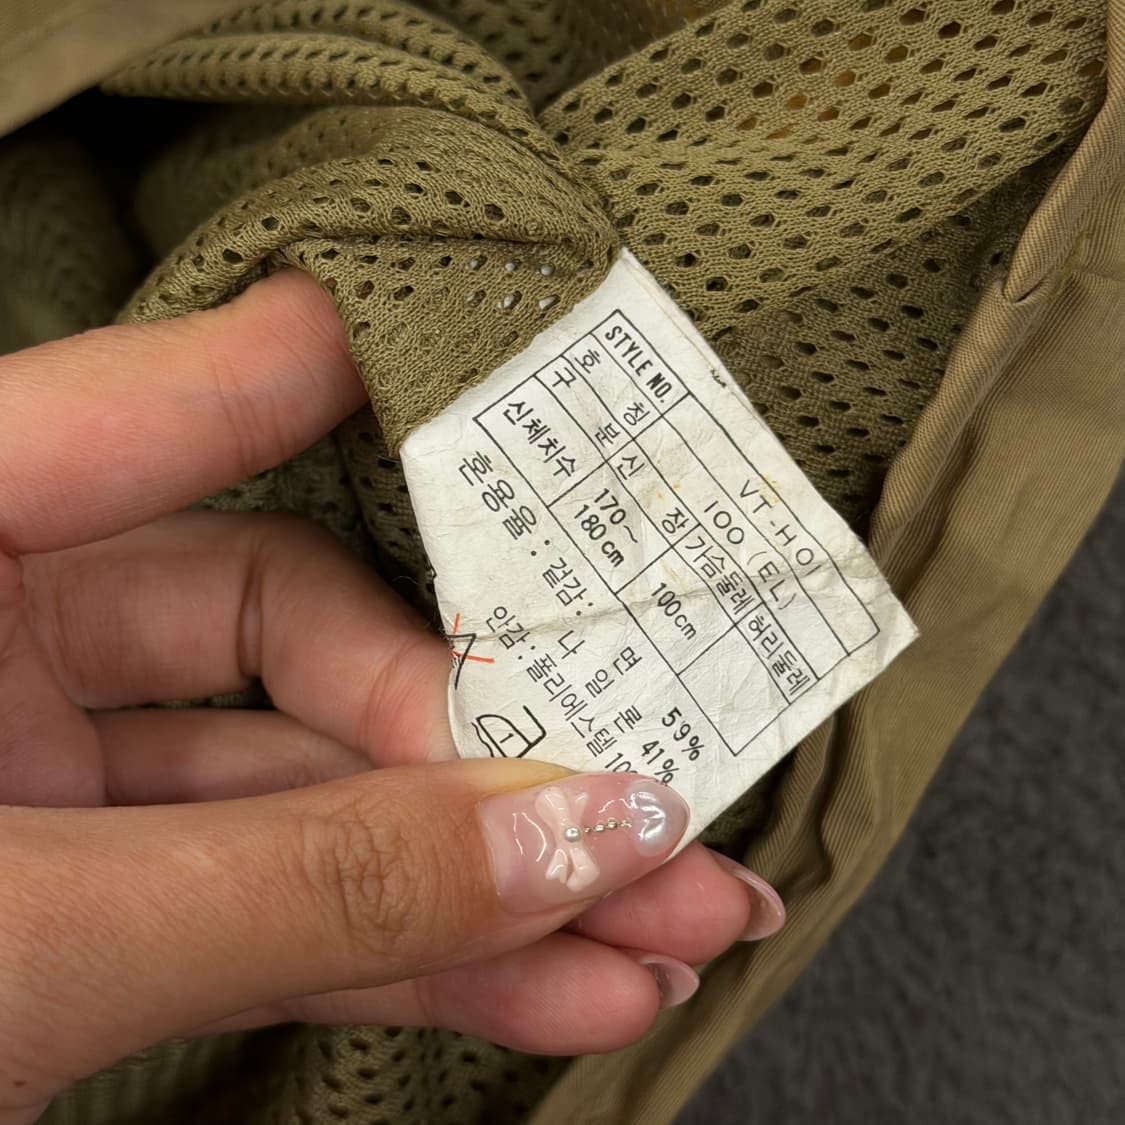 STYLE NO. VT-H01
호 칭 100 (EL)
구 분 신 장 가슴둘레 허리둘레
신체치수 170~180cm 100cm
혼용율 : 겉감 : 면 59%
나 일 론 41%
안감 : 폴리에스텔